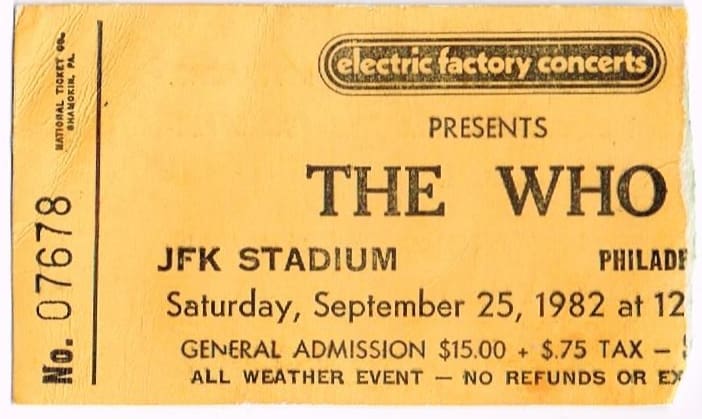 electric factory concerts
PRESENTS
THE WHO
JFK STADIUM PHILADE
Saturday, September 25, 1982 at 12
GENERAL ADMISSION $15.00 + $.75 TAX — $
ALL WEATHER EVENT — NO REFUNDS OR EX
No. 07678
NATIONAL TICKET CO.
SHAMOKIN, PA.